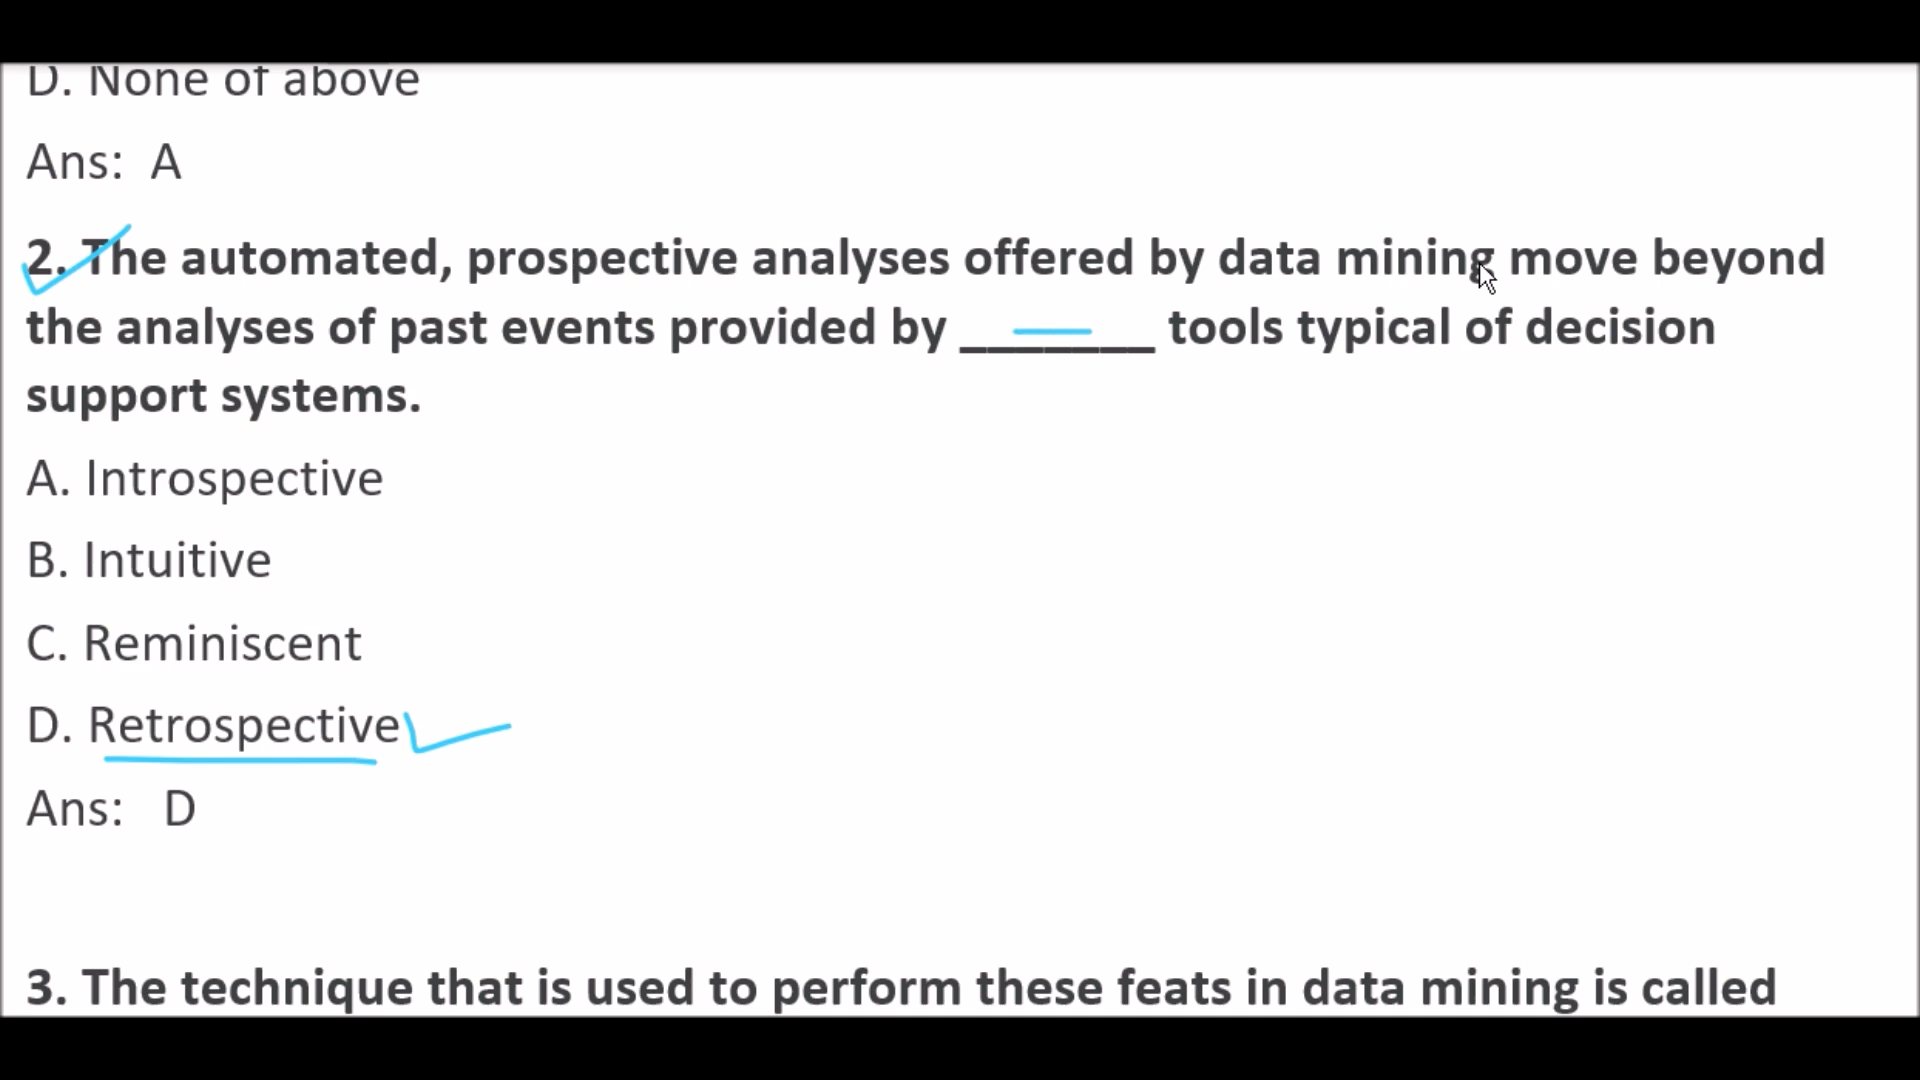 D. None of above
Ans: A
2. The automated, prospective analyses offered by data mining move beyond
the analyses of past events provided by _______ tools typical of decision
support systems.
A. Introspective
B. Intuitive
C. Reminiscent
D. Retrospective
Ans: D
3. The technique that is used to perform these feats in data mining is called